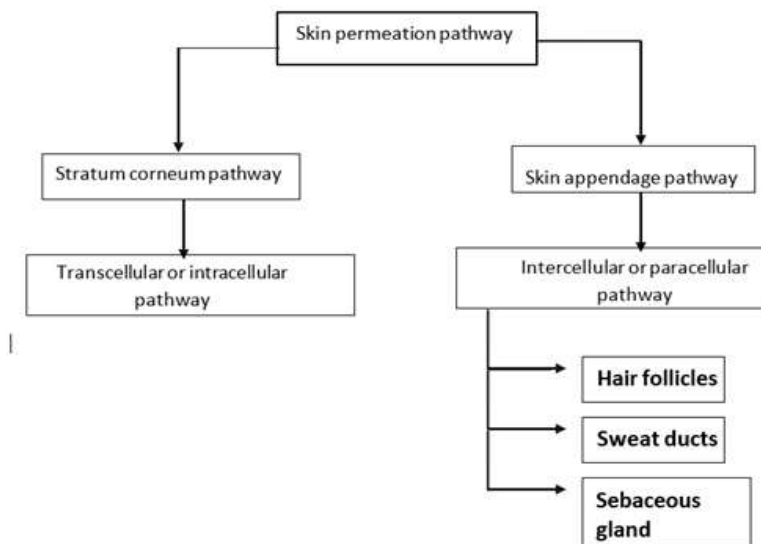 Skin permeation pathway
Stratum corneum pathway
Skin appendage pathway
Transcellular or intracellular
pathway
Intercellular or paracellular
pathway
Hair follicles
Sweat ducts
Sebaceous
gland